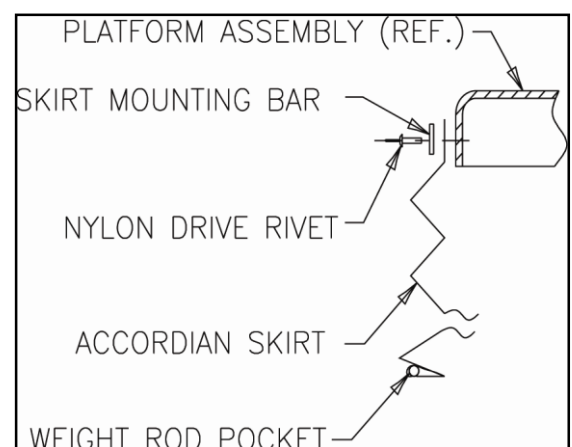 PLATFORM ASSEMBLY (REF.)
SKIRT MOUNTING BAR
NYLON DRIVE RIVET
ACCORDIAN SKIRT
WEIGHT ROD POCKET